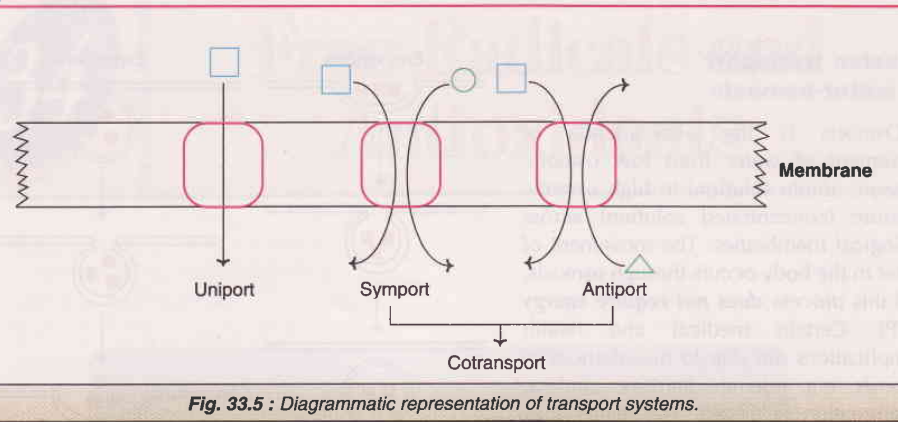 Membrane
Uniport
Symport
Antiport
Cotransport
Fig. 33.5 : Diagrammatic representation of transport systems.